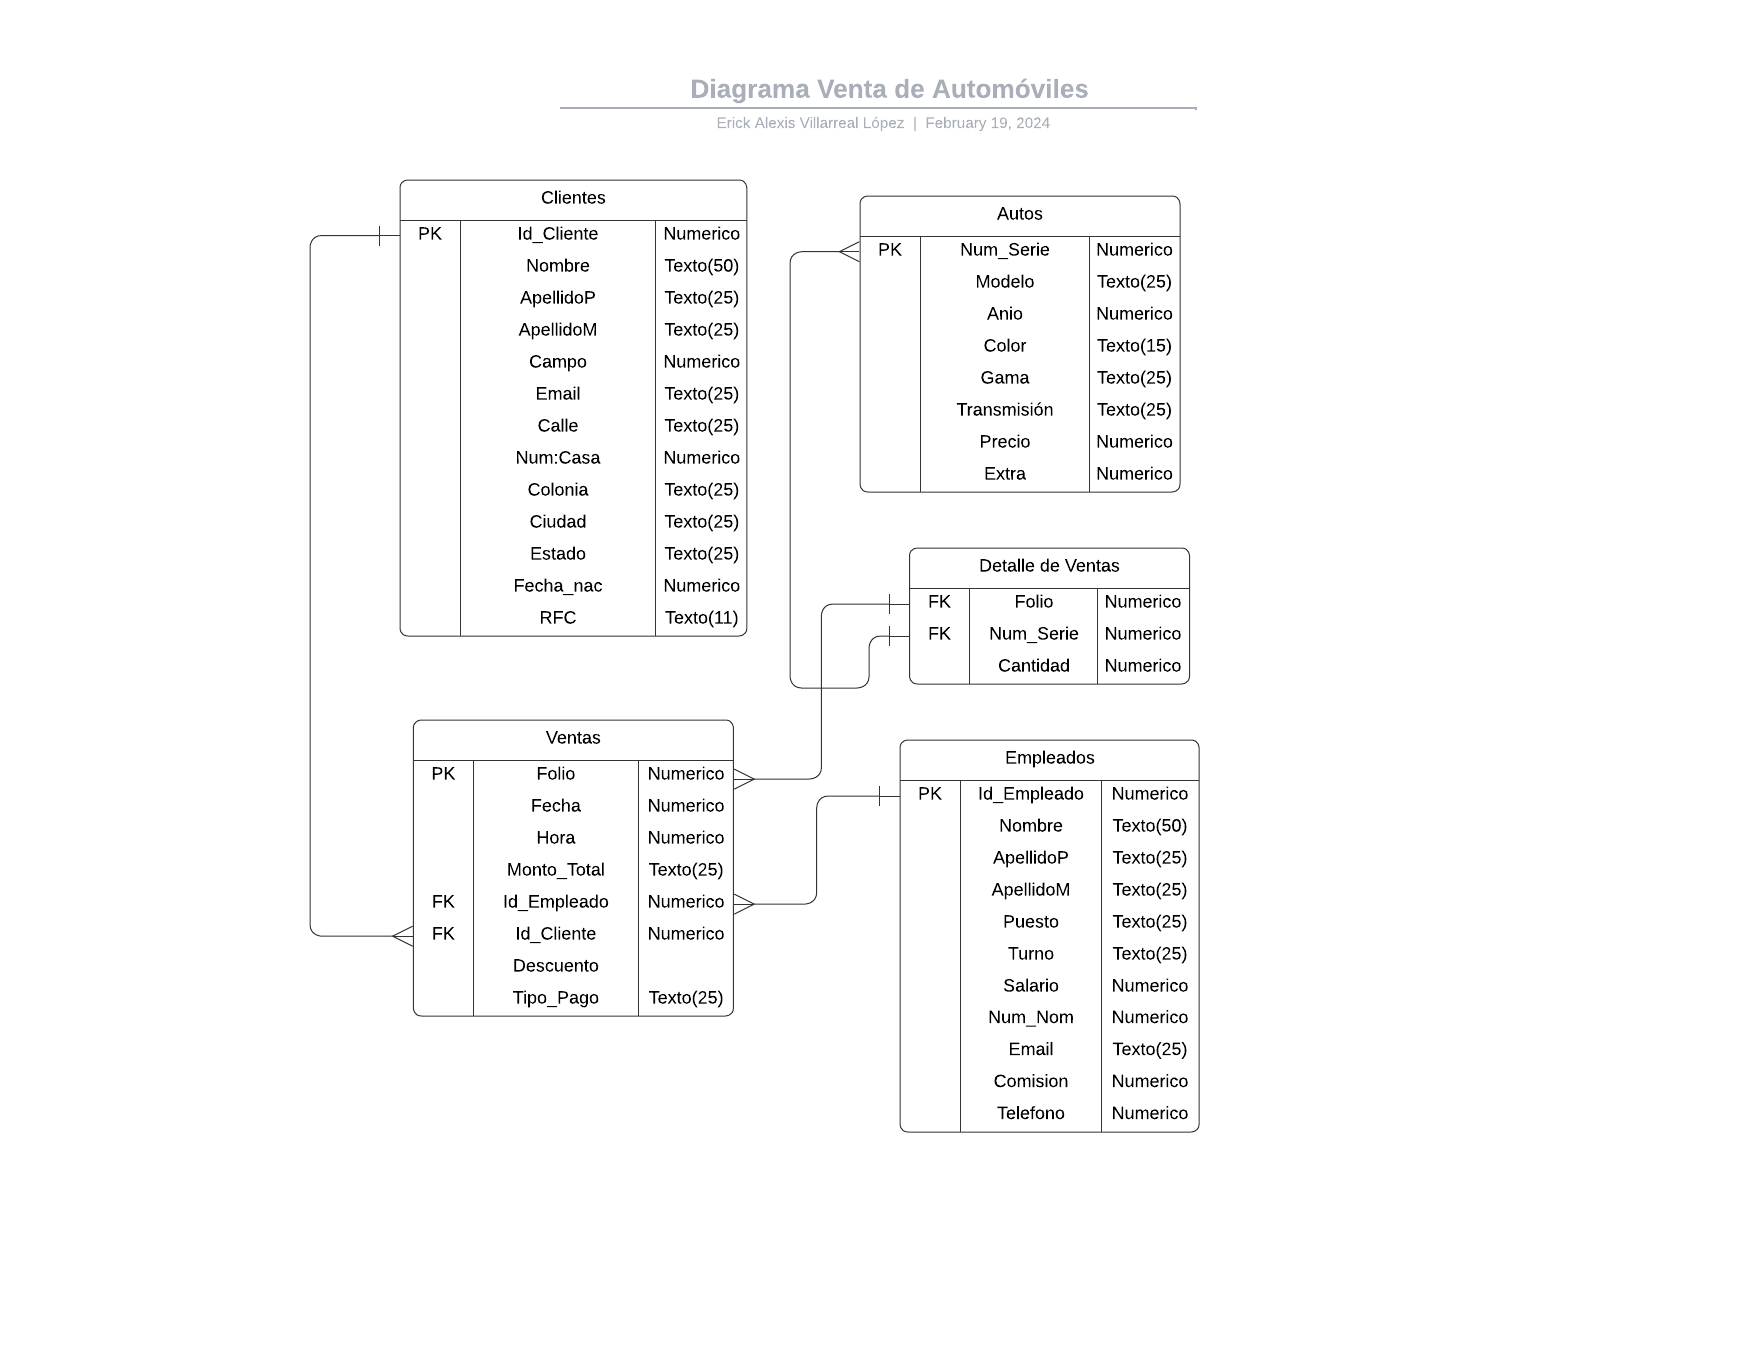 Diagrama Venta de Automóviles
Erick Alexis Villarreal López | February 19, 2024
Clientes
PK Id_Cliente Numerico
Nombre Texto(50)
ApellidoP Texto(25)
ApellidoM Texto(25)
Campo Numerico
Email Texto(25)
Calle Texto(25)
Num:Casa Numerico
Colonia Texto(25)
Ciudad Texto(25)
Estado Texto(25)
Fecha_nac Numerico
RFC Texto(11)
Autos
PK Num_Serie Numerico
Modelo Texto(25)
Anio Numerico
Color Texto(15)
Gama Texto(25)
Transmisión Texto(25)
Precio Numerico
Extra Numerico
Detalle de Ventas
FK Folio Numerico
FK Num_Serie Numerico
Cantidad Numerico
Ventas
PK Folio Numerico
Fecha Numerico
Hora Numerico
Monto_Total Texto(25)
FK Id_Empleado Numerico
FK Id_Cliente Numerico
Descuento
Tipo_Pago Texto(25)
Empleados
PK Id_Empleado Numerico
Nombre Texto(50)
ApellidoP Texto(25)
ApellidoM Texto(25)
Puesto Texto(25)
Turno Texto(25)
Salario Numerico
Num_Nom Numerico
Email Texto(25)
Comision Numerico
Telefono Numerico